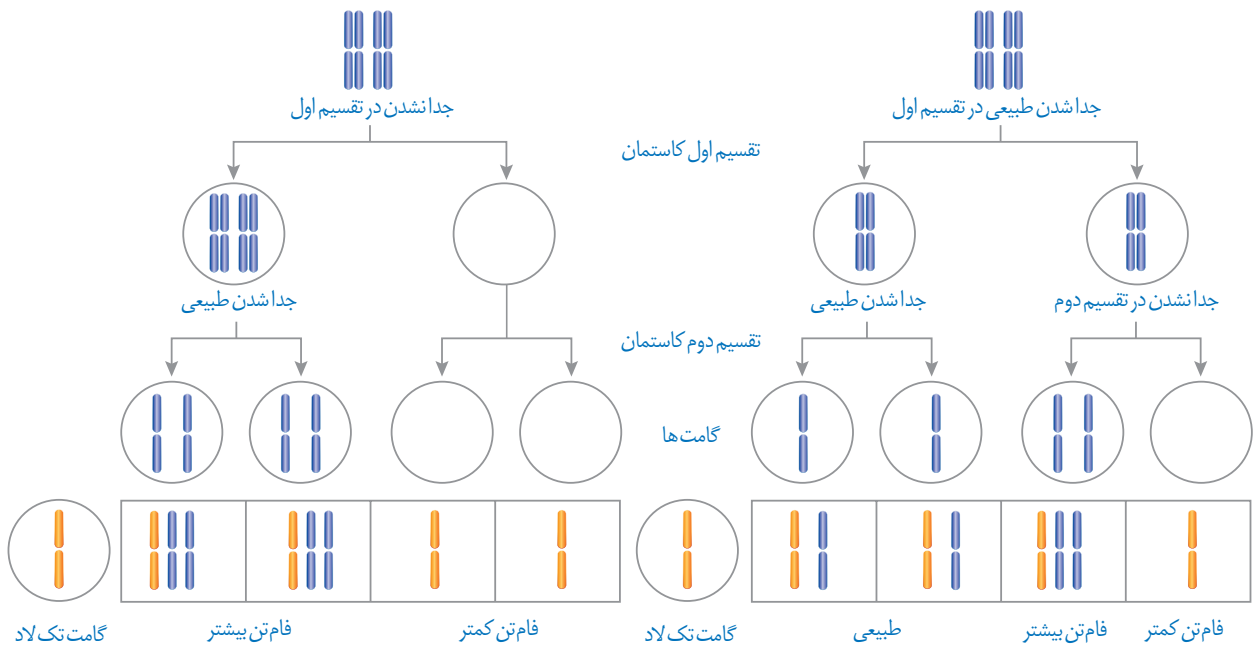 جدا شدن طبیعی در تقسیم اول
جدا نشدن در تقسیم اول
تقسیم اول کاستمان
جدا نشدن در تقسیم دوم
جدا شدن طبیعی
جدا شدن طبیعی
تقسیم دوم کاستمان
گامت‌ها
فام‌تن کمتر
فام‌تن بیشتر
طبیعی
گامت تک‌لاد
فام‌تن کمتر
فام‌تن بیشتر
گامت تک‌لاد